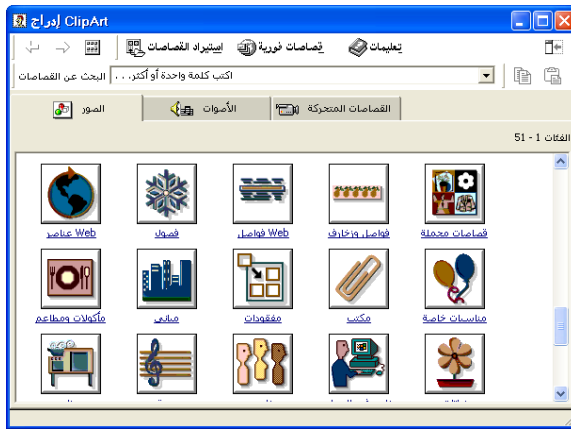 إدراج ClipArt
استيراد القصاصات قصاصات فورية تعليمات
البحث عن القصاصات اكتب كلمة واحدة أو أكثر. . .
الصور الأصوات القصاصات المتحركة
الفئات 1 - 51
قصاصات محملة فواصل وزخارف فواصل Web فصول عناصر Web
مناسبات خاصة مكتب مفقودات مباني مأكولات ومطاعم